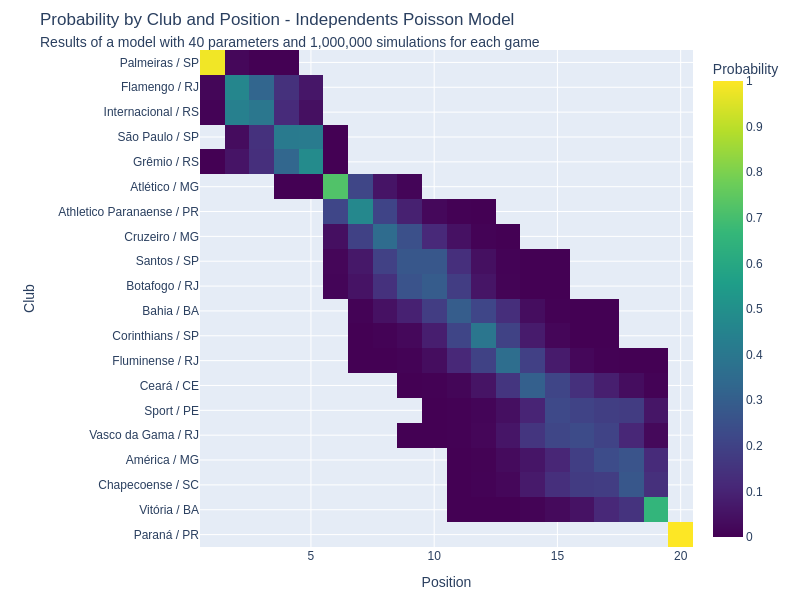 Probability by Club and Position - Independents Poisson Model
Results of a model with 40 parameters and 1,000,000 simulations for each game
Probability
Palmeiras / SP
Flamengo / RJ
Internacional / RS
São Paulo / SP
Grêmio / RS
Atlético / MG
Athletico Paranaense / PR
Cruzeiro / MG
Santos / SP
Botafogo / RJ
Bahia / BA
Corinthians / SP
Fluminense / RJ
Ceará / CE
Sport / PE
Vasco da Gama / RJ
América / MG
Chapecoense / SC
Vitória / BA
Paraná / PR
Club
5
10
15
20
Position
1
0.9
0.8
0.7
0.6
0.5
0.4
0.3
0.2
0.1
0